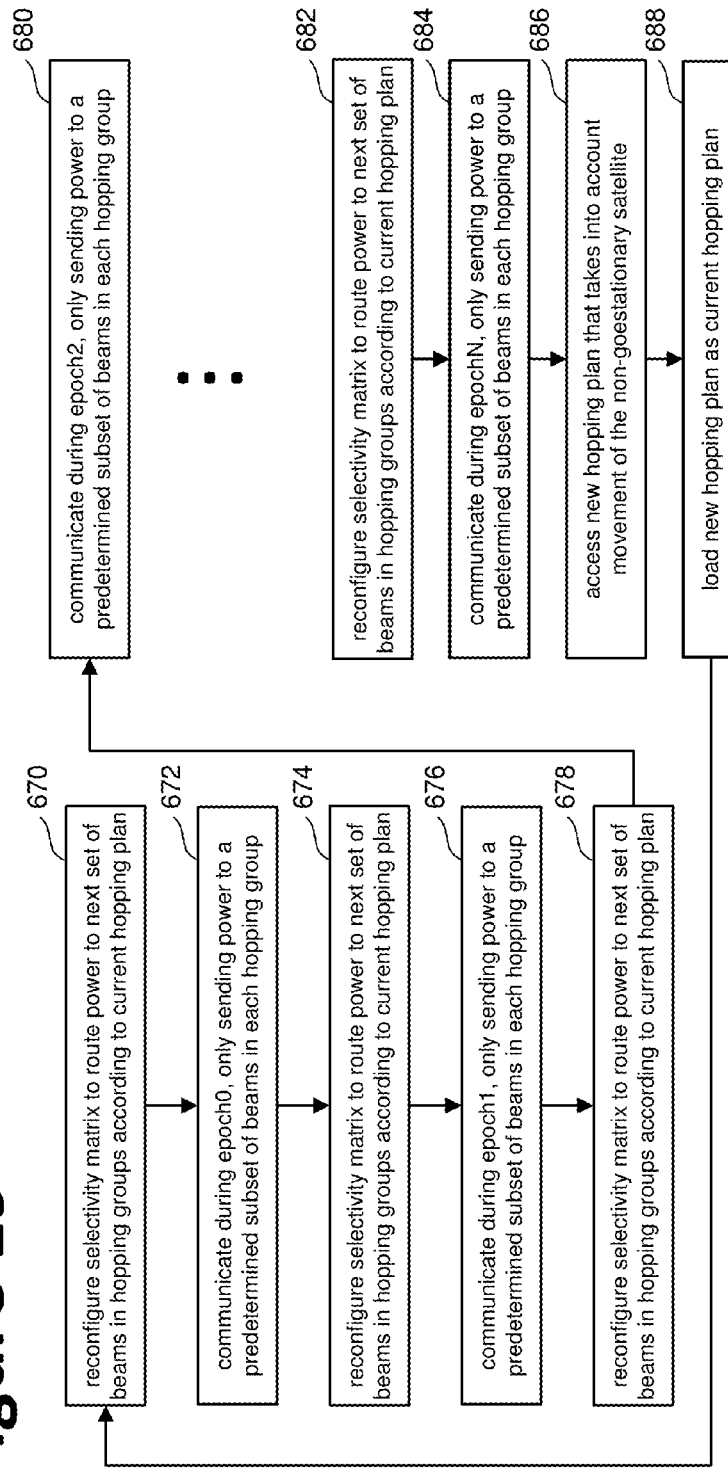 670
reconfigure selectivity matrix to route power to next set of
beams in hopping groups according to current hopping plan
672
communicate during epoch0, only sending power to a
predetermined subset of beams in each hopping group
674
reconfigure selectivity matrix to route power to next set of
beams in hopping groups according to current hopping plan
676
communicate during epoch1, only sending power to a
predetermined subset of beams in each hopping group
678
reconfigure selectivity matrix to route power to next set of
beams in hopping groups according to current hopping plan
680
communicate during epoch2, only sending power to a
predetermined subset of beams in each hopping group
682
reconfigure selectivity matrix to route power to next set of
beams in hopping groups according to current hopping plan
684
communicate during epochN, only sending power to a
predetermined subset of beams in each hopping group
686
access new hopping plan that takes into account
movement of the non-goestationary satellite
688
load new hopping plan as current hopping plan